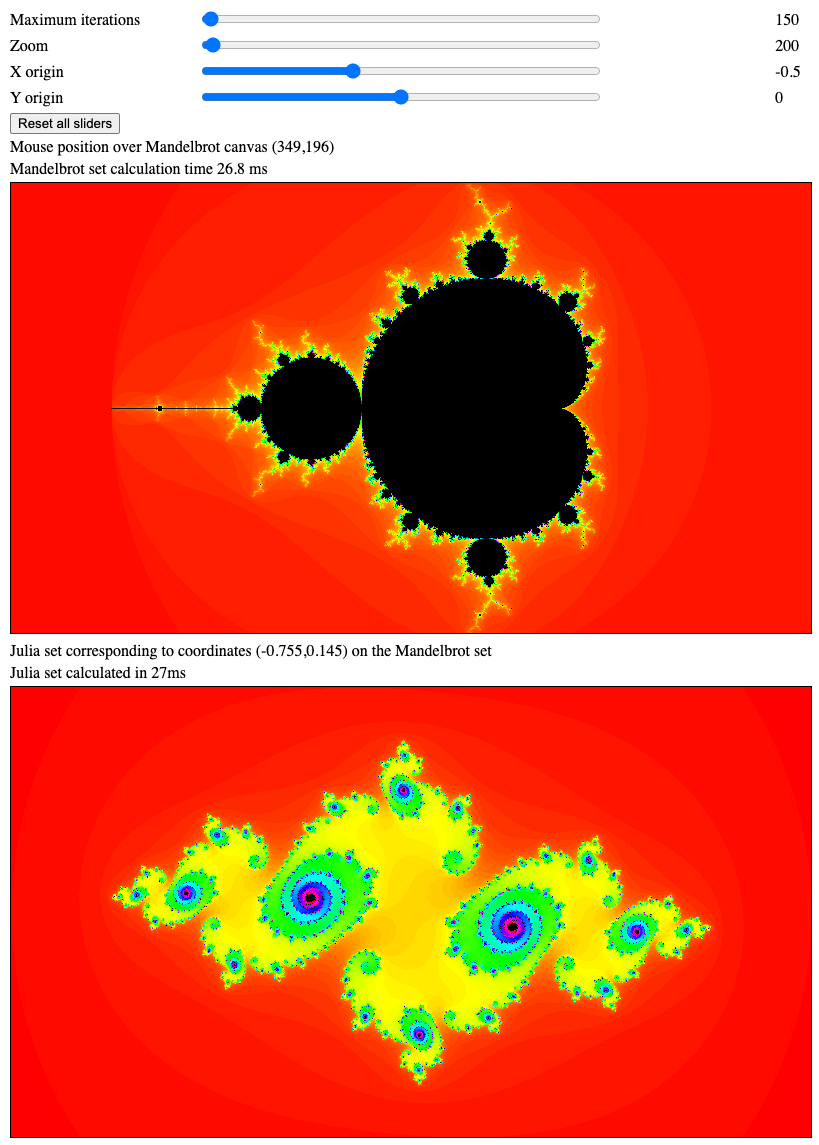 Maximum iterations 150
Zoom 200
X origin -0.5
Y origin 0
Reset all sliders
Mouse position over Mandelbrot canvas (349,196)
Mandelbrot set calculation time 26.8 ms
Julia set corresponding to coordinates (-0.755,0.145) on the Mandelbrot set
Julia set calculated in 27ms